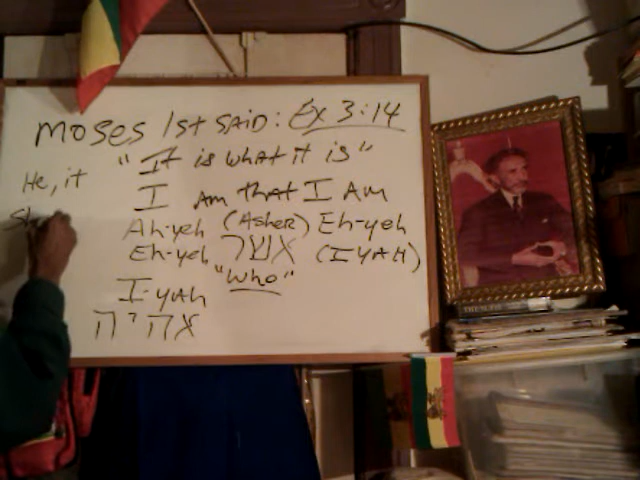 MOSES 1st SAID: Ex 3:14
"It is what it is"
He, it
I am that I Am
Ah-yeh (Asher) Eh-yeh
Eh-yeh אשר (I YAH)
"Who"
I-YAH
אהיה